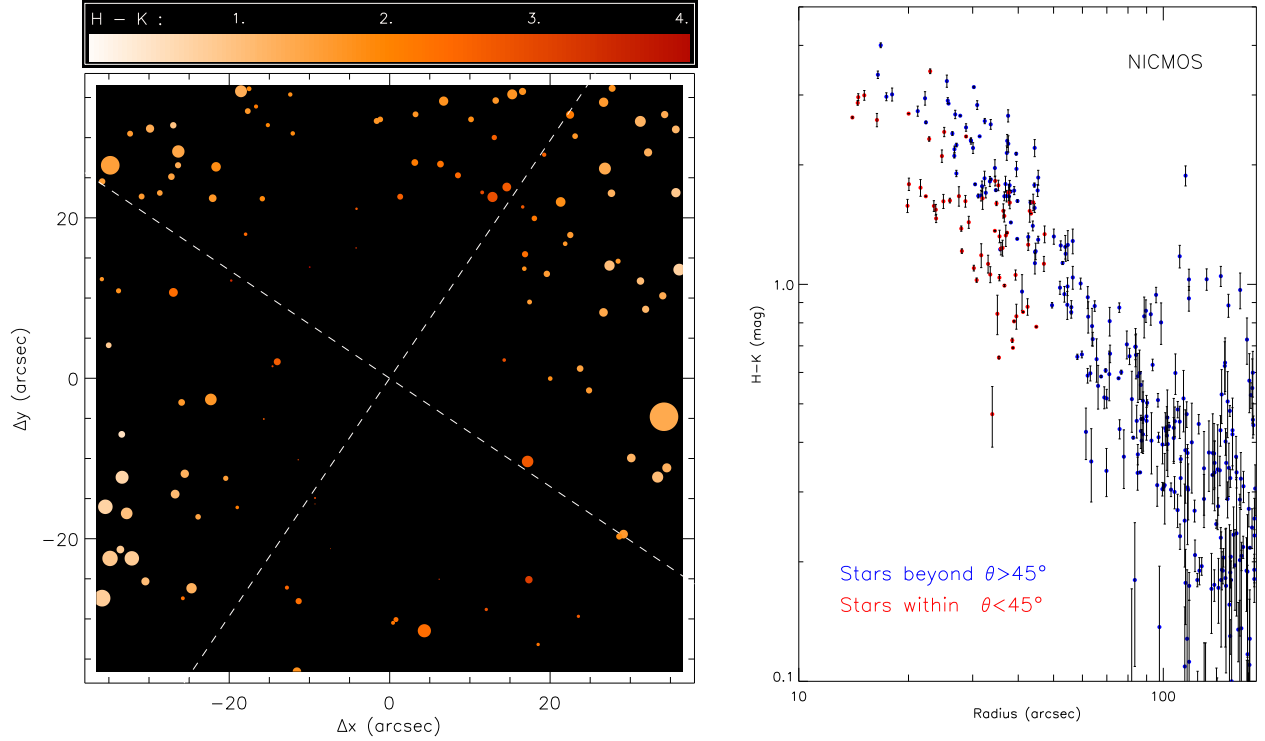 H − K : 1. 2. 3. 4.
20
0
−20
Δy (arcsec)
−20 0 20
Δx (arcsec)
NICMOS
1.0
0.1
H−K (mag)
Stars beyond θ>45°
Stars within θ<45°
10 100
Radius (arcsec)